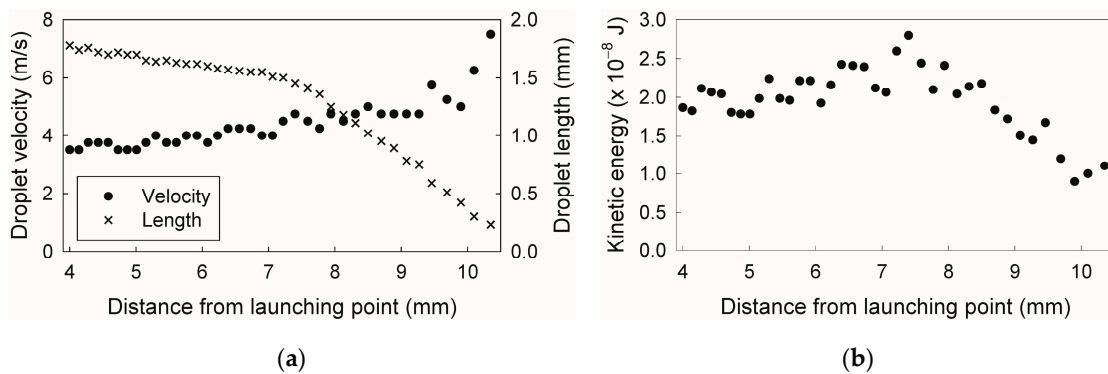 Droplet velocity (m/s)
8
6
4
2
0
Velocity
Length
2.0
1.5
1.0
0.5
0.0
Droplet length (mm)
4 5 6 7 8 9 10
Distance from launching point (mm)
(a)
Kinetic energy (x 10⁻⁸ J)
3.0
2.5
2.0
1.5
1.0
0.5
0.0
4 5 6 7 8 9 10
Distance from launching point (mm)
(b)